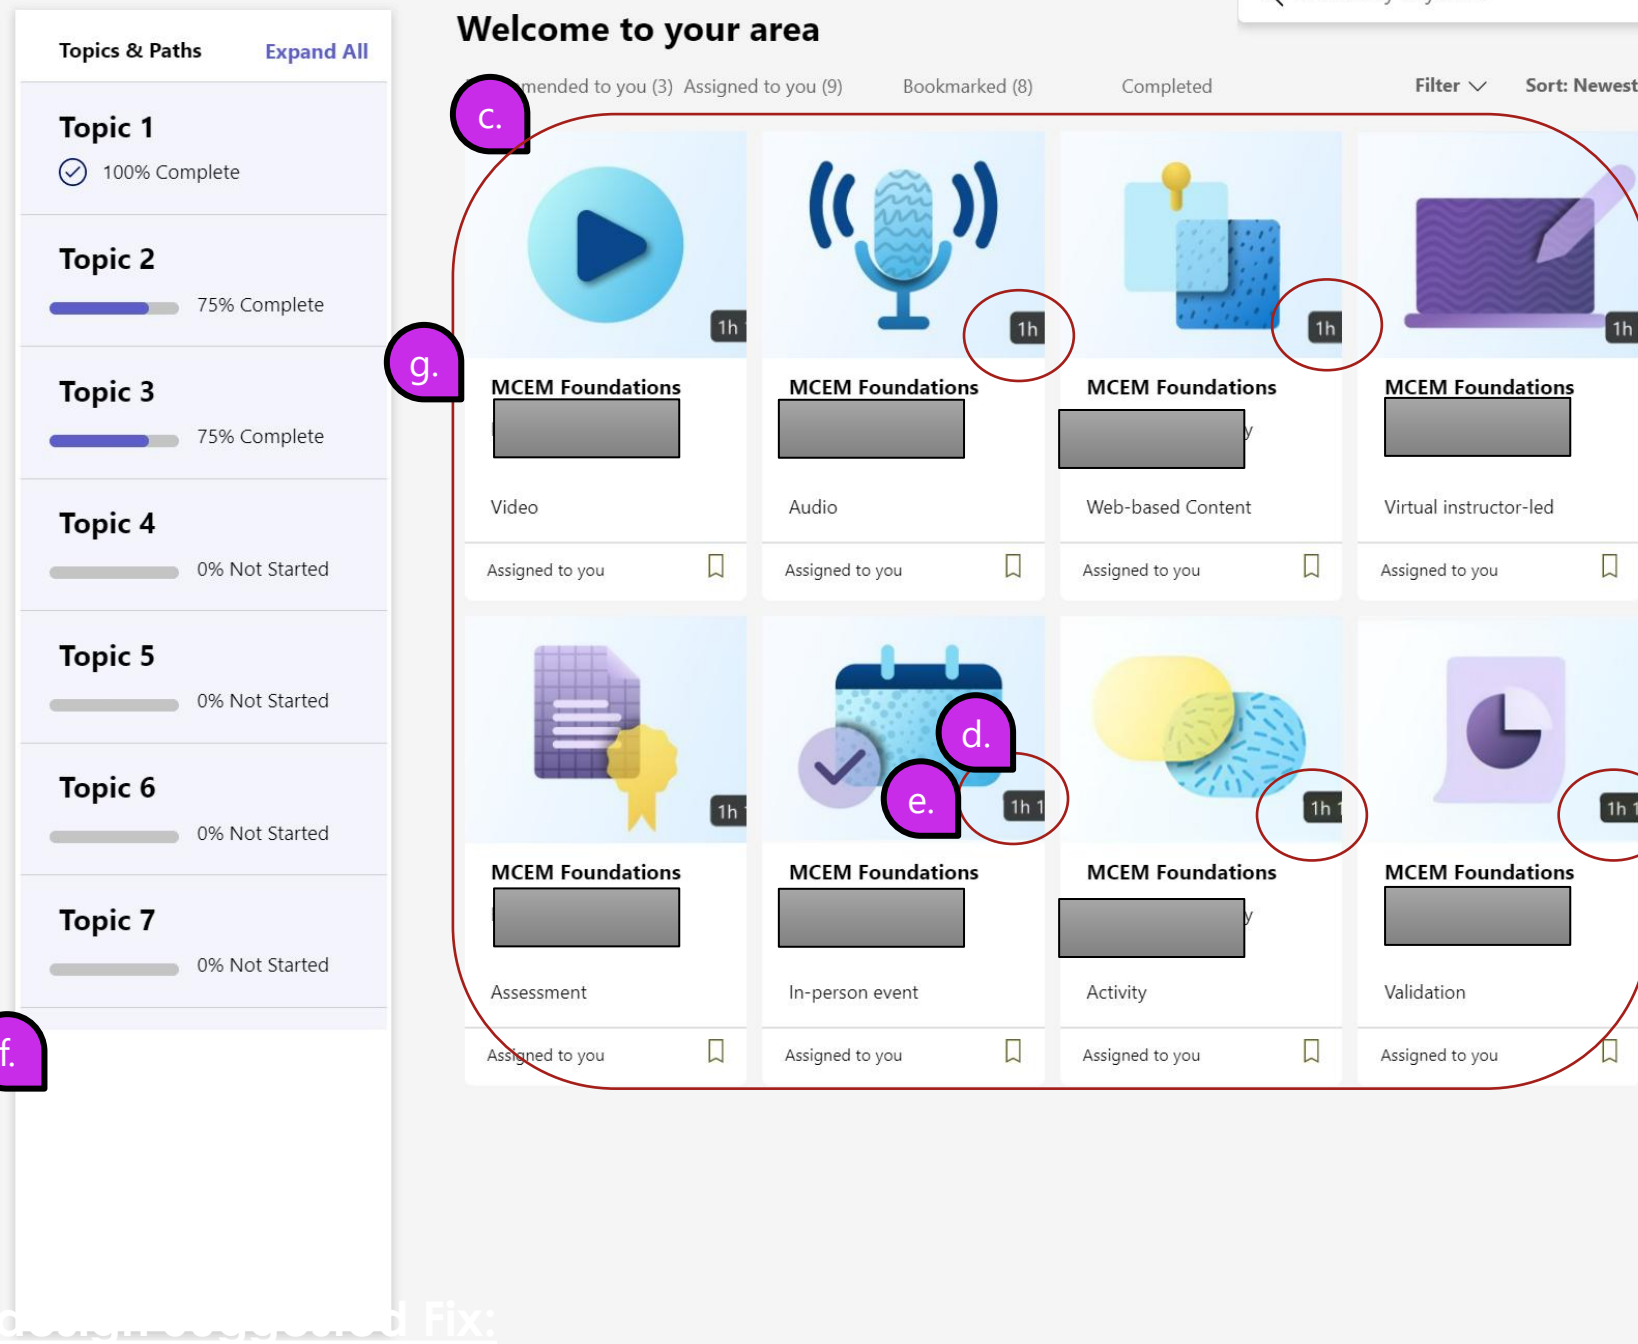 Topics & Paths Expand All
Topic 1
100% Complete
Topic 2
75% Complete
Topic 3
75% Complete
Topic 4
0% Not Started
Topic 5
0% Not Started
Topic 6
0% Not Started
Topic 7
0% Not Started
f.
Welcome to your area
mended to you (3) Assigned to you (9) Bookmarked (8) Completed Filter Sort: Newest
c.
g.
1h 1h 1h 1h
MCEM Foundations MCEM Foundations MCEM Foundations MCEM Foundations
y
Video Audio Web-based Content Virtual instructor-led
Assigned to you Assigned to you Assigned to you Assigned to you
d.
e.
1h 1h 1 1h 1 1h 1
MCEM Foundations MCEM Foundations MCEM Foundations MCEM Foundations
y
Assessment In-person event Activity Validation
Assigned to you Assigned to you Assigned to you Assigned to you
Fix: